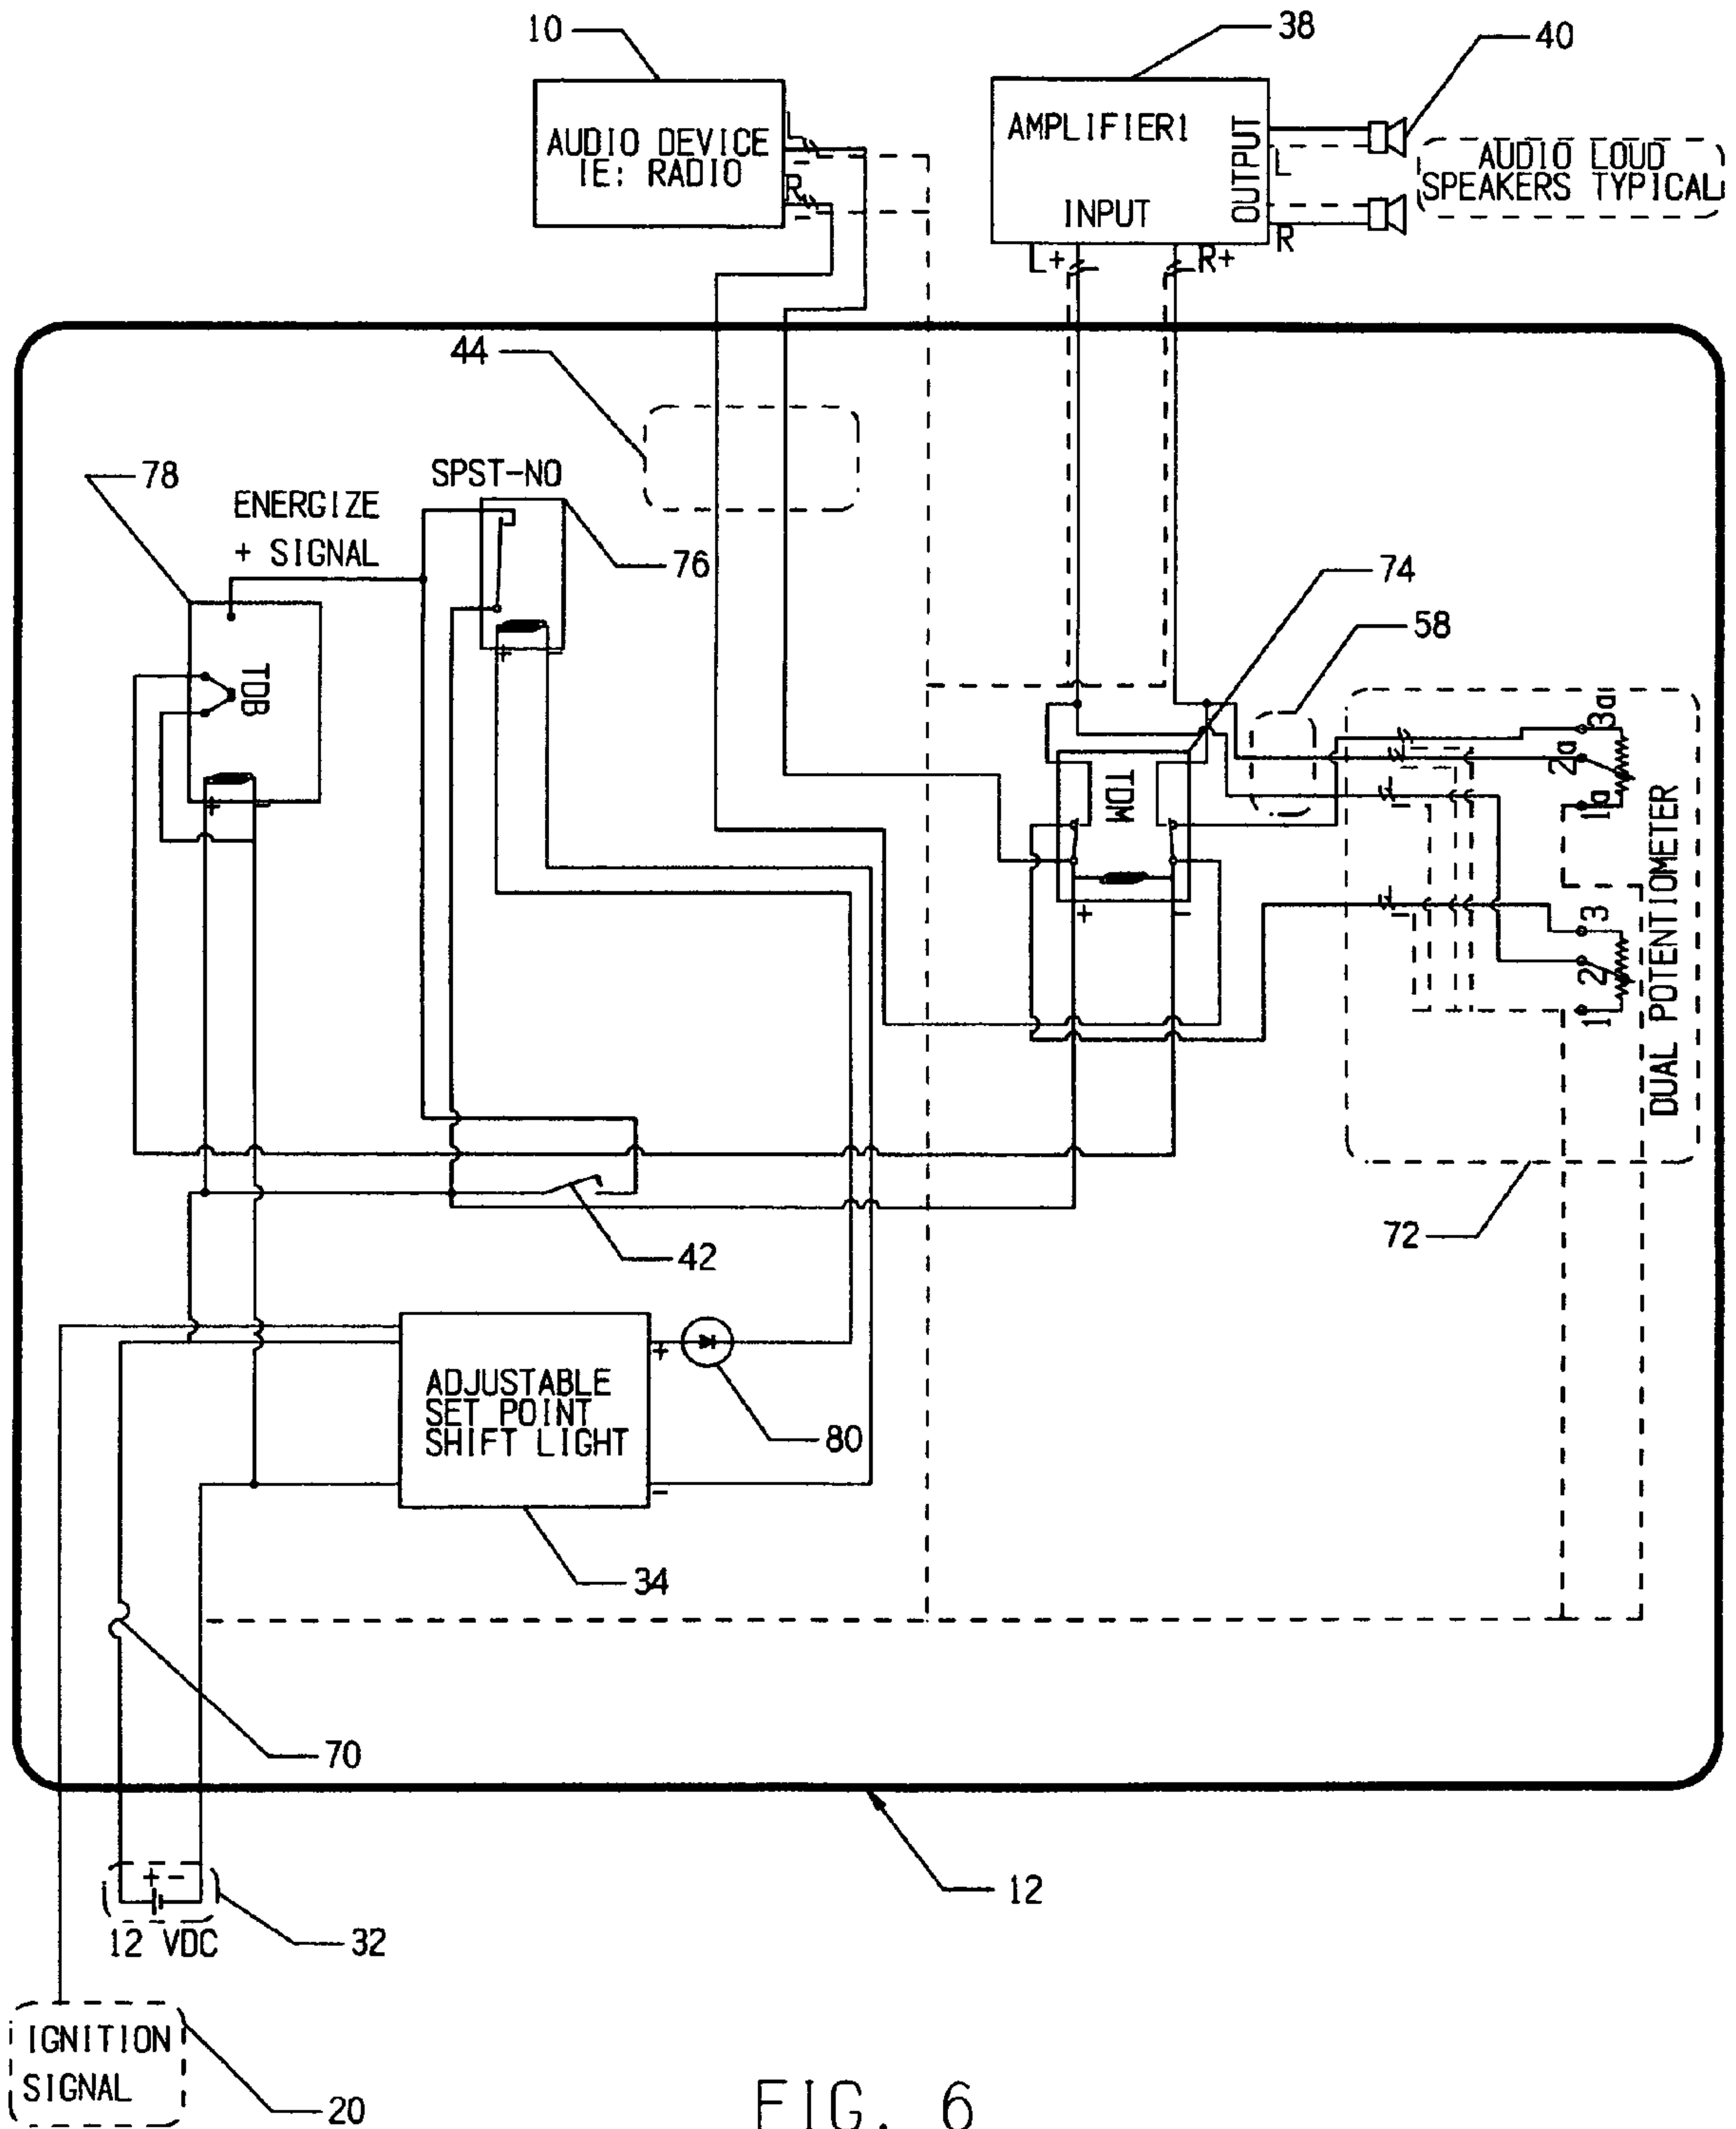 10
38
40
AUDIO DEVICE
IE: RADIO
L
-
R
-
AMPLIFIER1
INPUT
OUTPUT
L
R
AUDIO LOUD
SPEAKERS TYPICAL
L+
R+
44
78
SPST-NO
ENERGIZE
+ SIGNAL
76
74
58
TDB
+ -
+ -
TDM
+ -
3a
2a
1a
3
2
1
DUAL POTENTIOMETER
72
42
ADJUSTABLE
SET POINT
SHIFT LIGHT
+
-
80
34
70
12
+ -
12 VDC
32
IGNITION
SIGNAL
20
FIG. 6